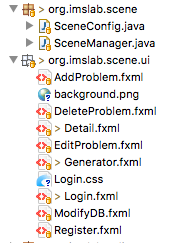 > org.imslab.scene
> SceneConfig.java
SceneManager.java
> org.imslab.scene.ui
AddProblem.fxml
background.png
DeleteProblem.fxml
> Detail.fxml
EditProblem.fxml
> Generator.fxml
Login.css
> Login.fxml
ModifyDB.fxml
Register.fxml